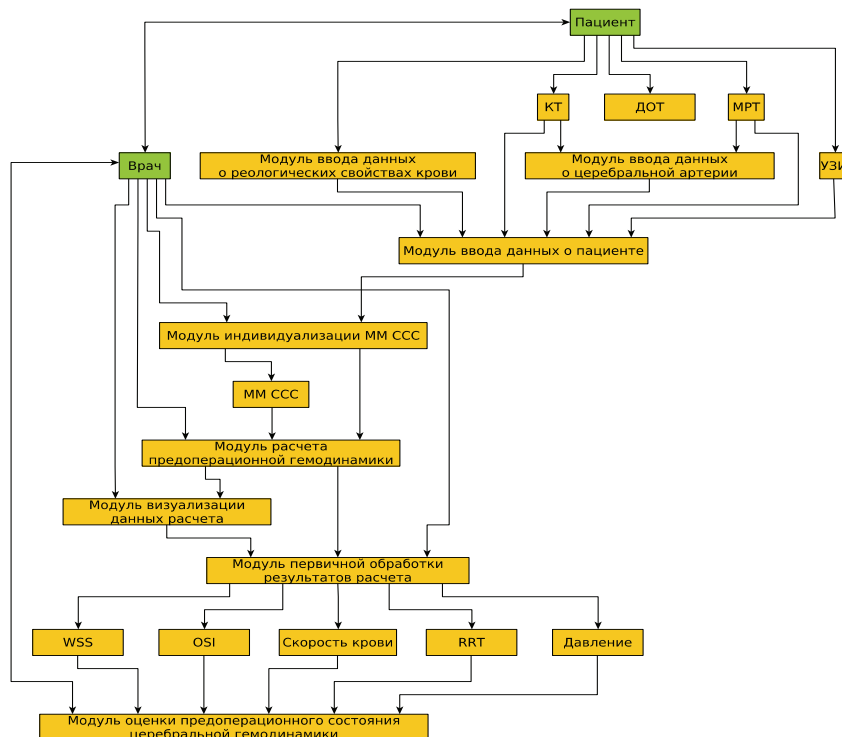 Пациент
КТ
ДОТ
МРТ
Врач
Модуль ввода данных
о реологических свойствах крови
Модуль ввода данных
о церебральной артерии
УЗИ
Модуль ввода данных о пациенте
Модуль индивидуализации ММ ССС
ММ ССС
Модуль расчета
предоперационной гемодинамики
Модуль визуализации
данных расчета
Модуль первичной обработки
результатов расчета
WSS
OSI
Скорость крови
RRT
Давление
Модуль оценки предоперационного состояния
церебральной гемодинамики